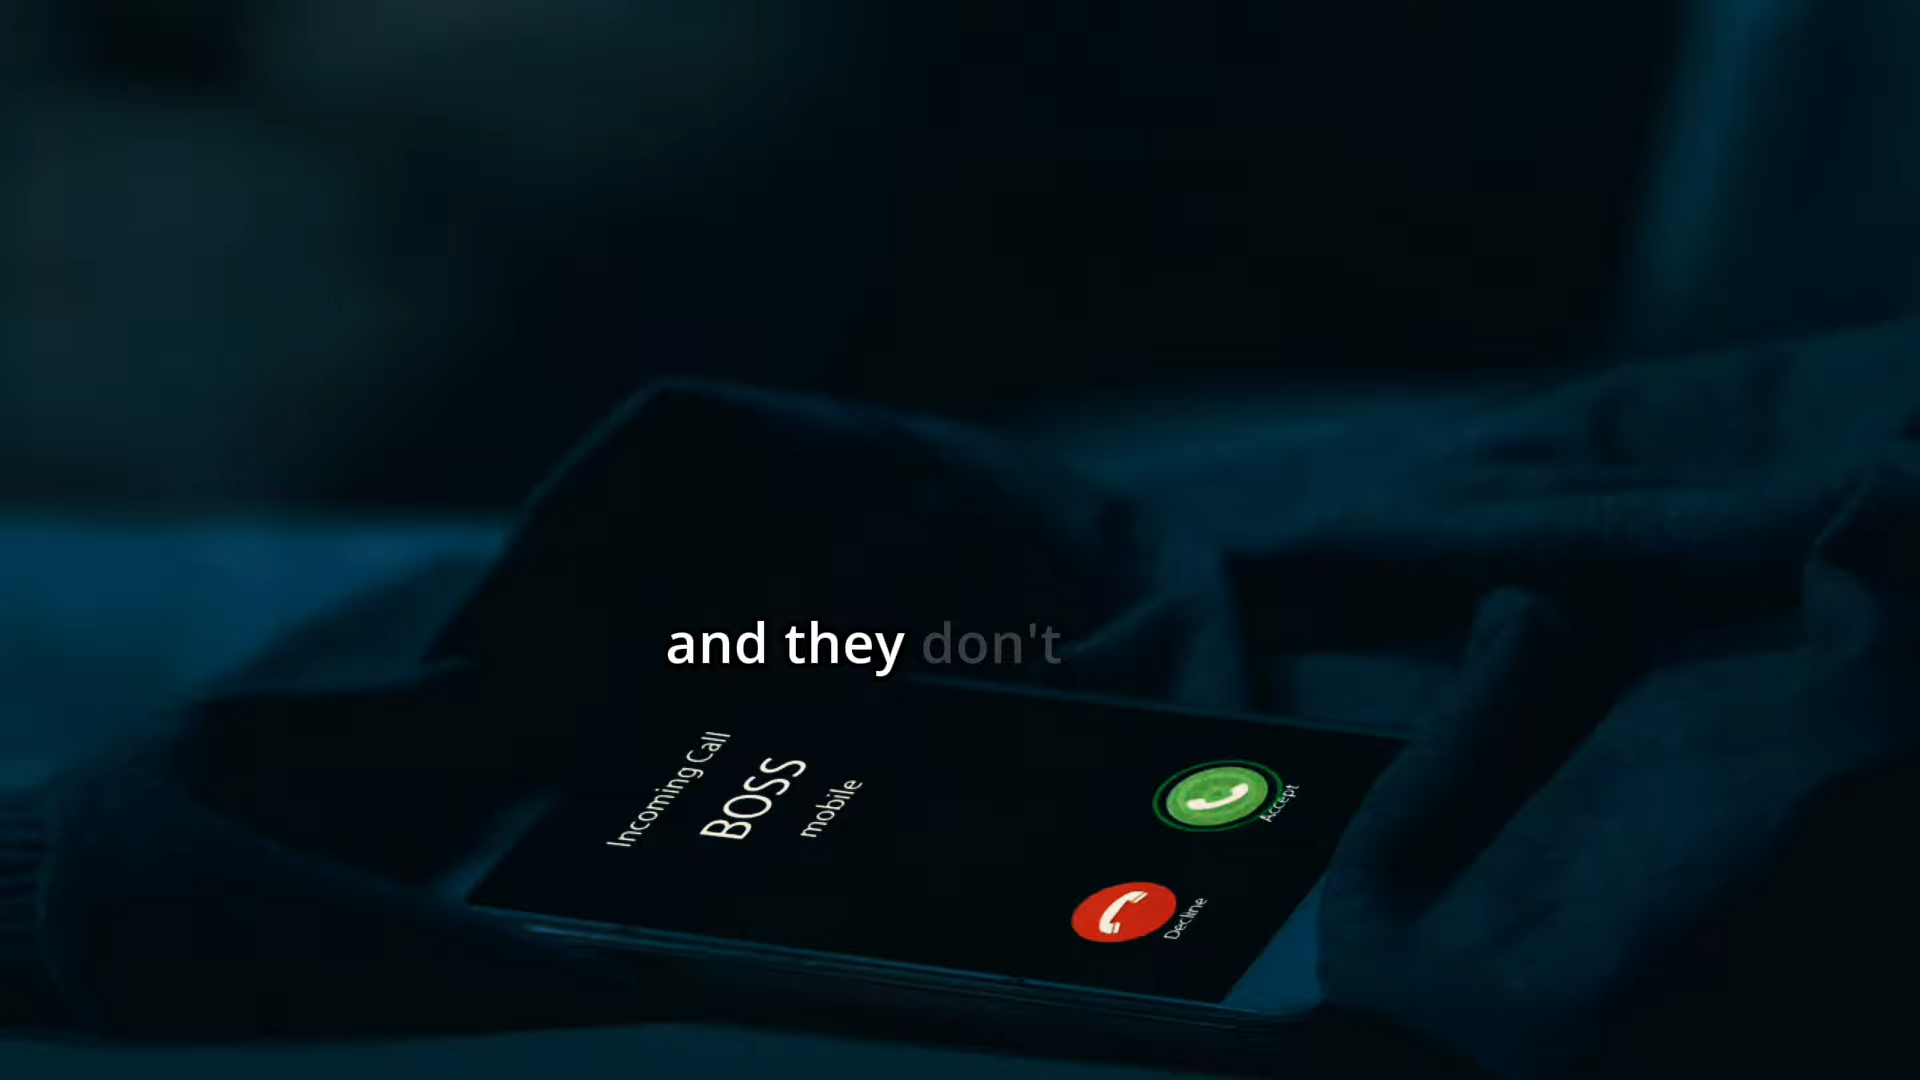 and they don't
Incoming Call
BOSS
mobile
Accept
Decline